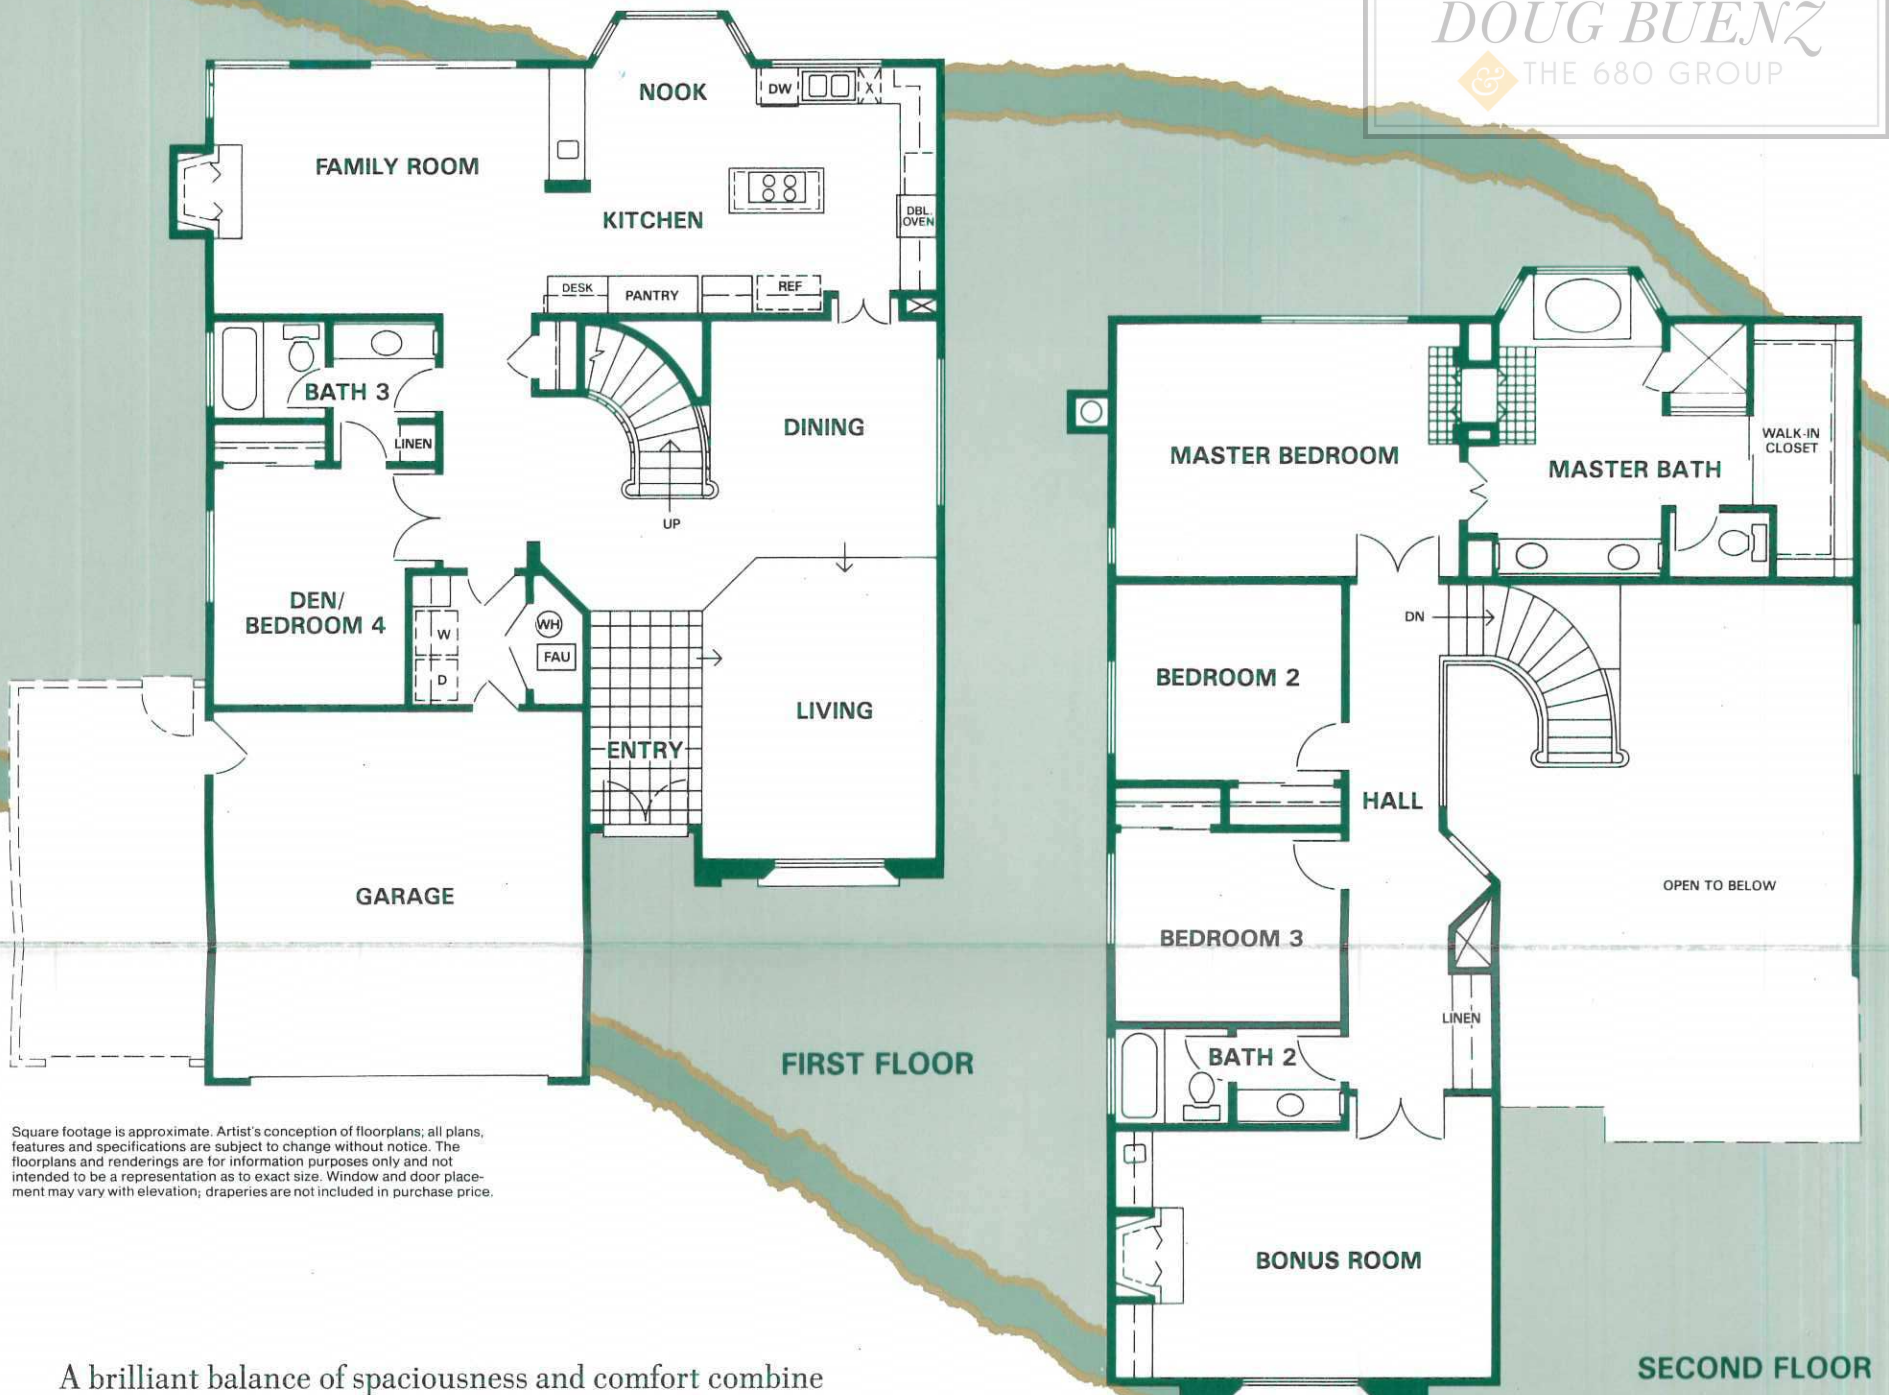 DOUG BUENZ
& THE 680 GROUP
NOOK
DW
FAMILY ROOM
KITCHEN
DBL.
OVEN
DESK
PANTRY
REF
BATH 3
LINEN
DINING
UP
DEN/
BEDROOM 4
W
D
WH
FAU
LIVING
ENTRY
GARAGE
FIRST FLOOR
MASTER BEDROOM
MASTER BATH
WALK-IN
CLOSET
DN
BEDROOM 2
HALL
OPEN TO BELOW
BEDROOM 3
LINEN
BATH 2
BONUS ROOM
SECOND FLOOR
Square footage is approximate. Artist's conception of floorplans; all plans,
features and specifications are subject to change without notice. The
floorplans and renderings are for information purposes only and not
intended to be a representation as to exact size. Window and door place-
ment may vary with elevation; draperies are not included in purchase price.
A brilliant balance of spaciousness and comfort combine